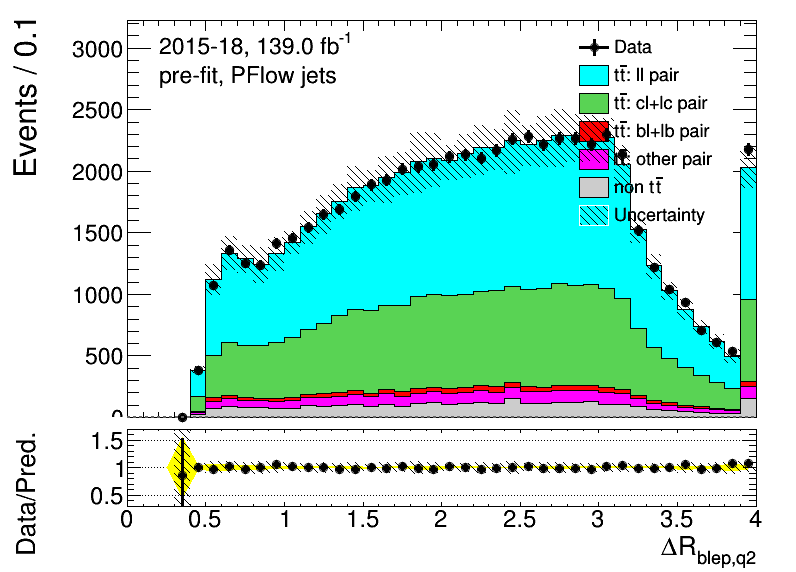 Events / 0.1
3000
2500
2000
1500
1000
500
0
2015-18, 139.0 fb⁻¹
pre-fit, PFlow jets
Data
tt̄: ll pair
tt̄: cl+lc pair
tt̄: bl+lb pair
other pair
non tt̄
Uncertainty
Data/Pred.
1.5
1
0.5
0 0.5 1 1.5 2 2.5 3 3.5 4
ΔR_blep,q2